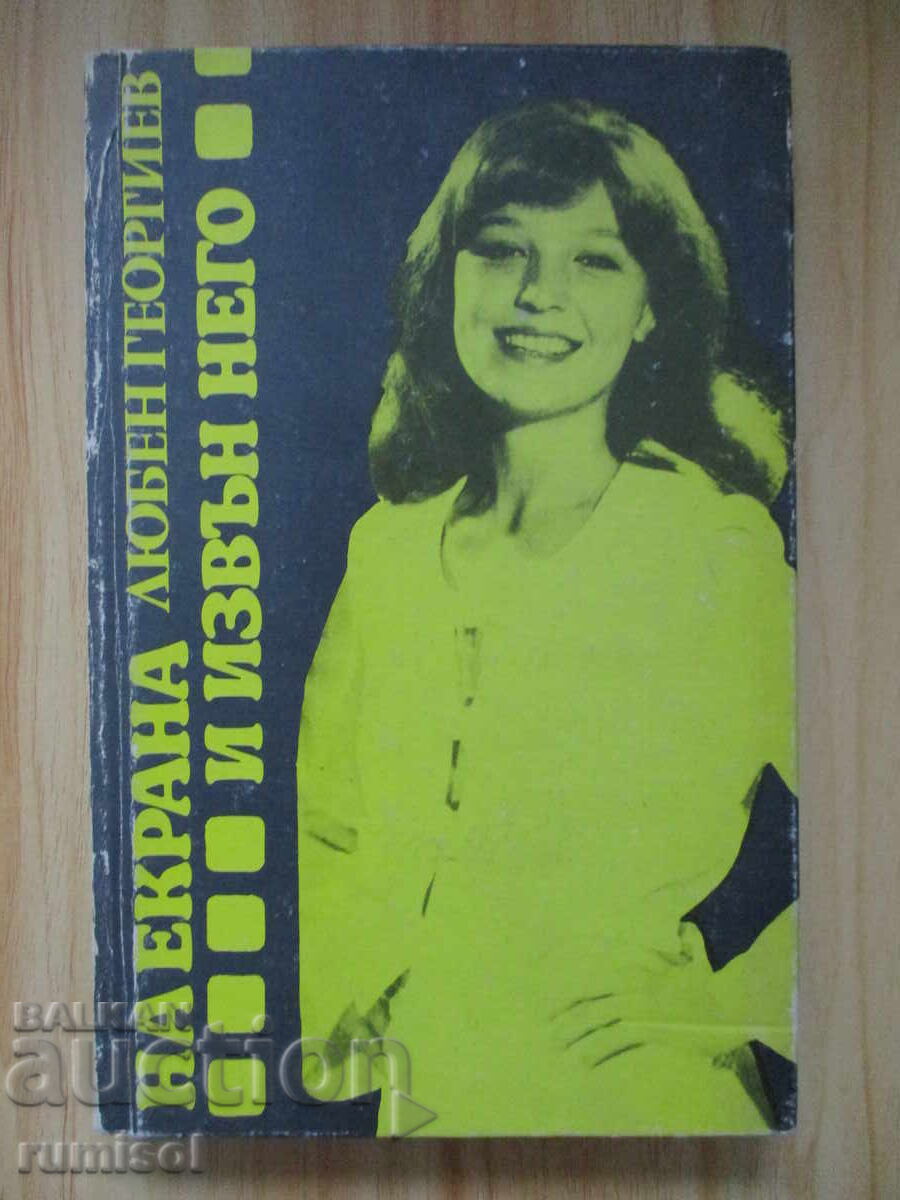 НА ЕКРАНА
И ИЗВЪН НЕГО
ЛЮБЕН ГЕОРГИЕВ
BALKAN
auction
rumisol